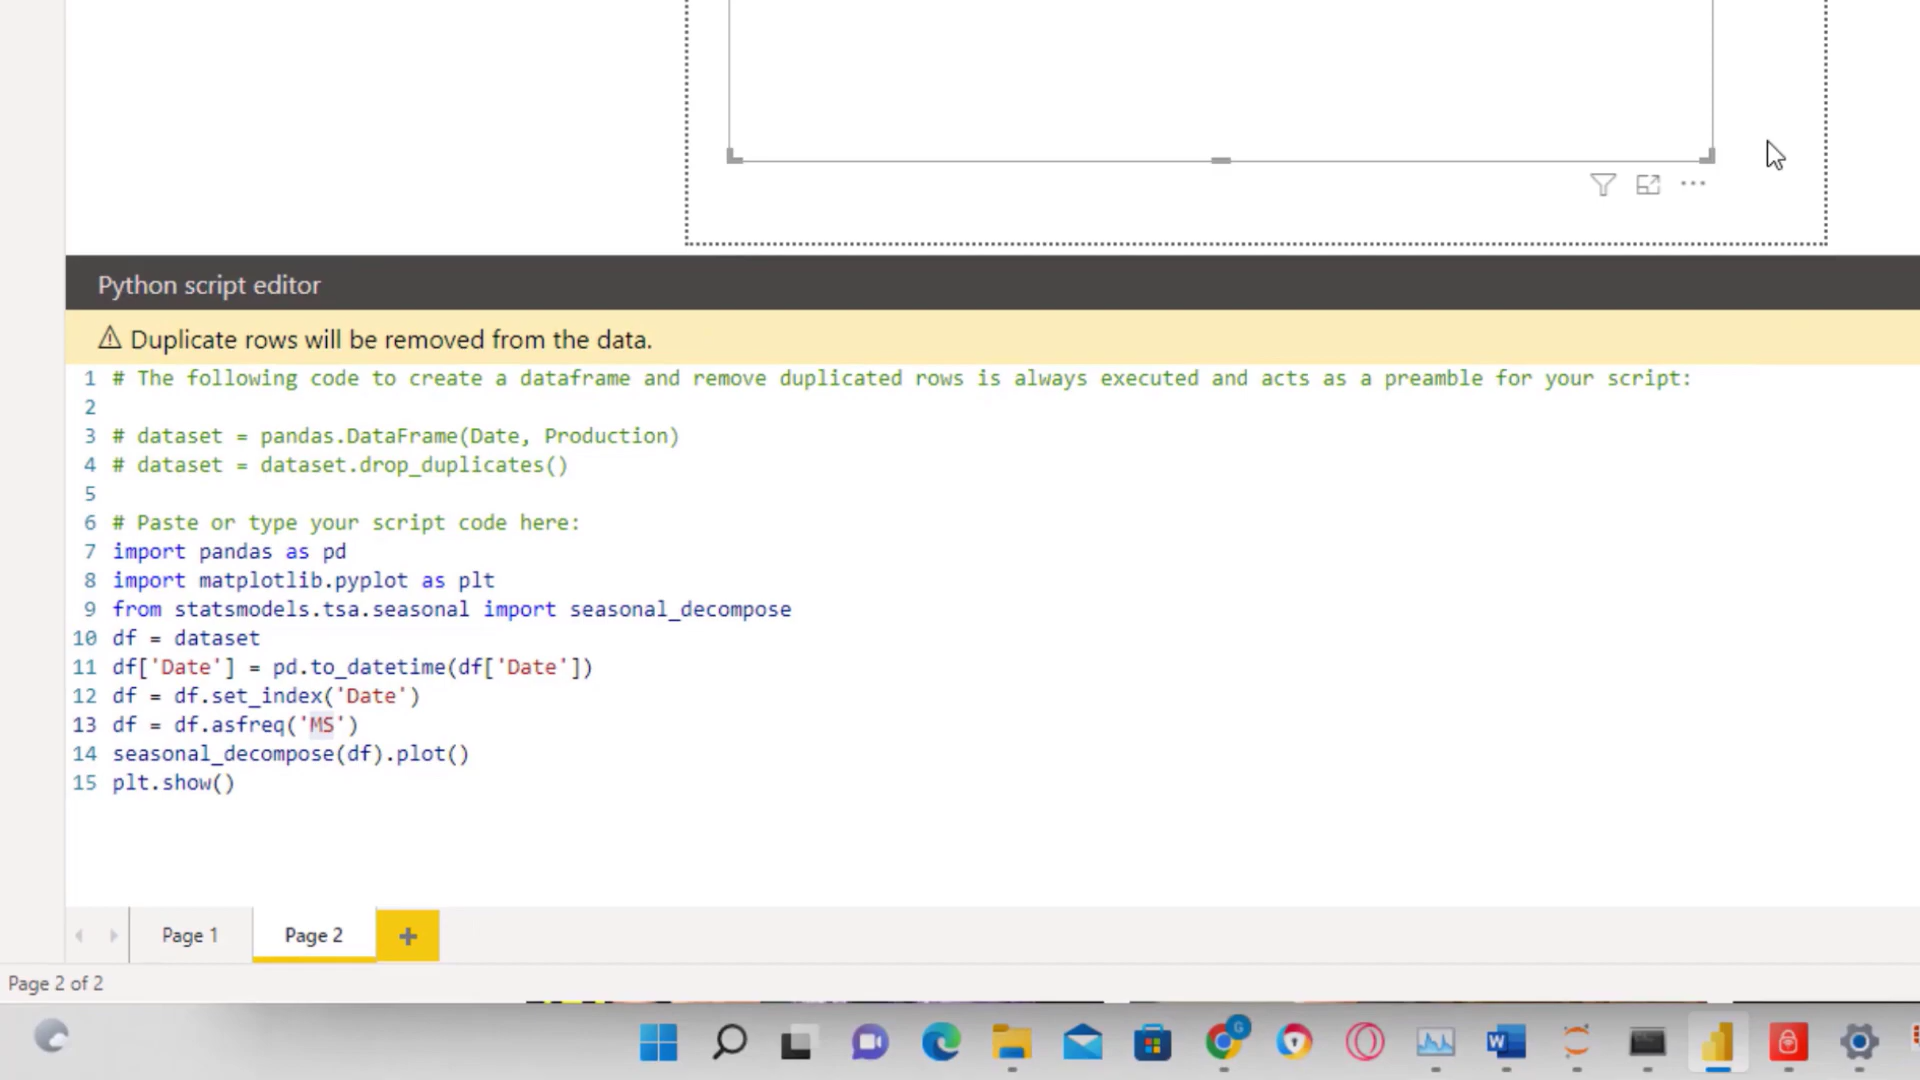 Python script editor
Duplicate rows will be removed from the data.
1 # The following code to create a dataframe and remove duplicated rows is always executed and acts as a preamble for your script:
2
3 # dataset = pandas.DataFrame(Date, Production)
4 # dataset = dataset.drop_duplicates()
5
6 # Paste or type your script code here:
7 import pandas as pd
8 import matplotlib.pyplot as plt
9 from statsmodels.tsa.seasonal import seasonal_decompose
10 df = dataset
11 df['Date'] = pd.to_datetime(df['Date'])
12 df = df.set_index('Date')
13 df = df.asfreq('MS')
14 seasonal_decompose(df).plot()
15 plt.show()
Page 1 Page 2 +
Page 2 of 2
G
W